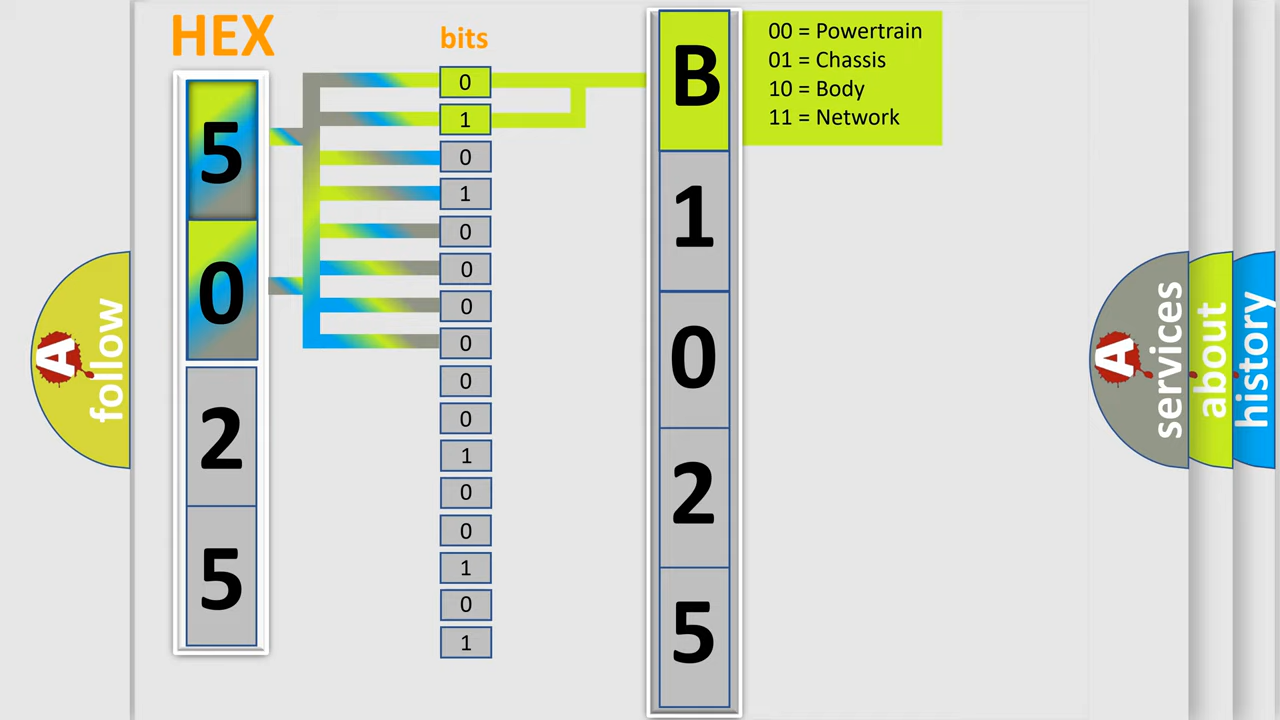 HEX
bits
5
0
2
5
0
1
0
1
0
0
0
0
0
0
1
0
0
1
0
1
B
1
0
2
5
00 = Powertrain
01 = Chassis
10 = Body
11 = Network
A
follow
A
services
about
history